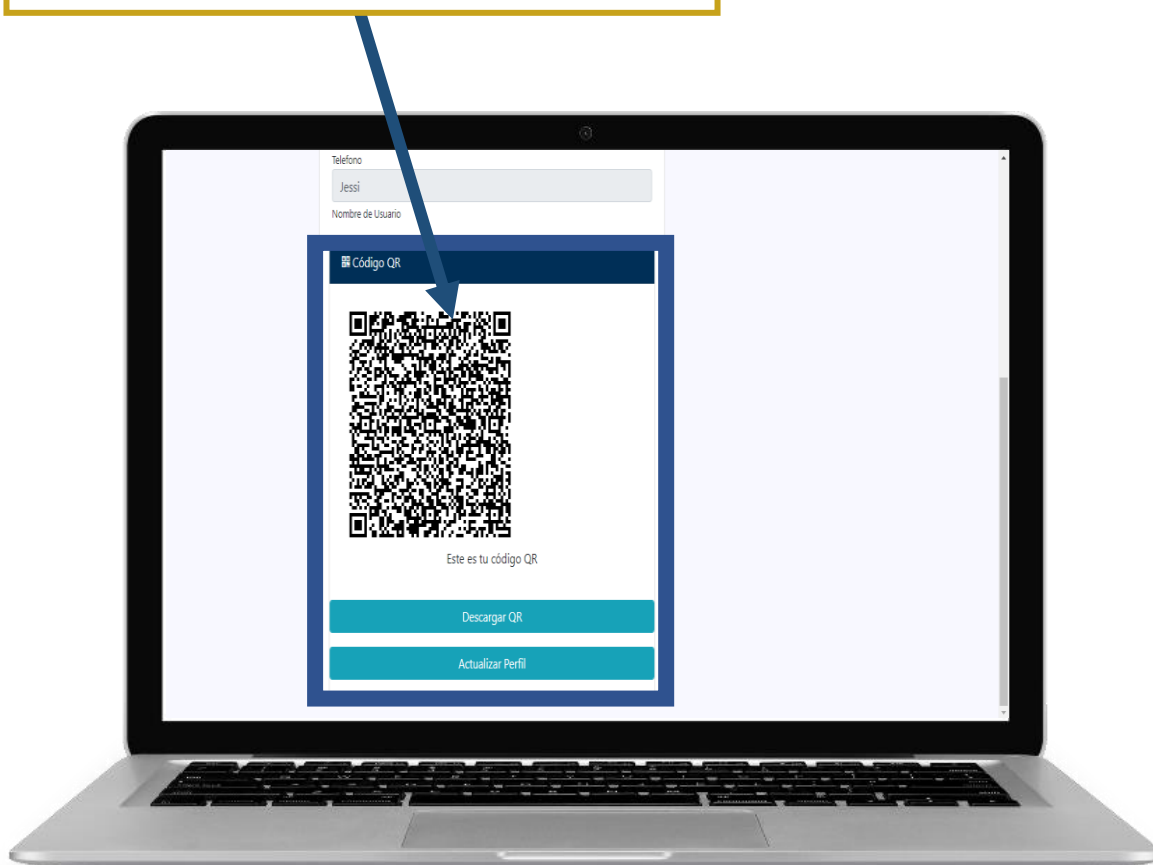 Telefono
Jessi
Nombre de Usuario
Código QR
Este es tu código QR
Descargar QR
Actualizar Perfil